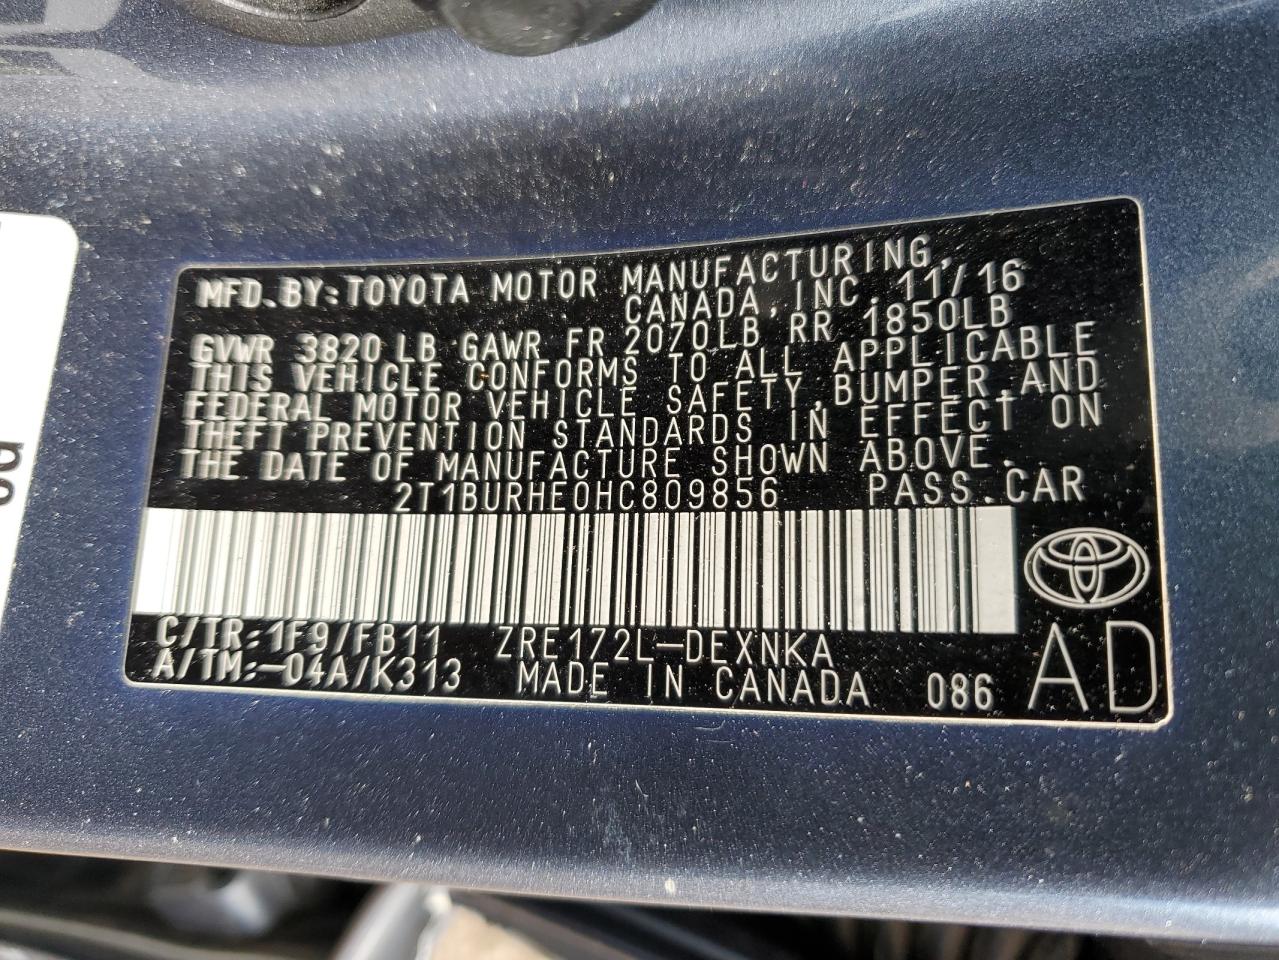 MFD.BY:TOYOTA MOTOR MANUFACTURING,
CANADA,INC. 11/16
GVWR 3820 LB GAWR FR 2070LB RR 1850LB
THIS VEHICLE CONFORMS TO ALL APPLICABLE
FEDERAL MOTOR VEHICLE SAFETY,BUMPER,AND
THEFT PREVENTION STANDARDS IN EFFECT ON
THE DATE OF MANUFACTURE SHOWN ABOVE.
2T1BURHE0HC809856 PASS.CAR
C/TR:1F9/FB11 ZRE172L-DEXNKA
A/TM:-04A/K313 MADE IN CANADA 086 AD